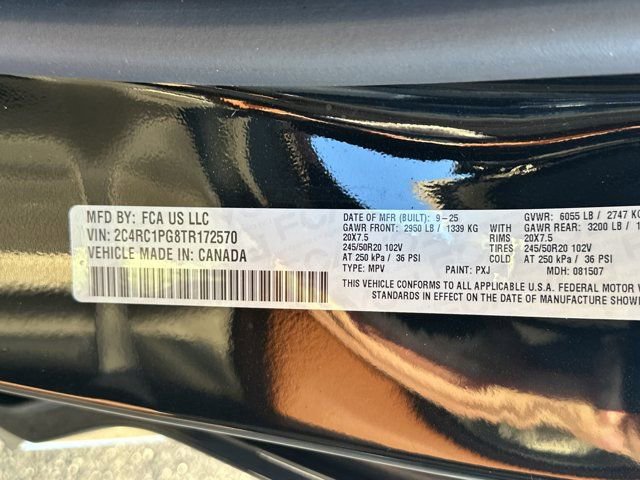 MFD BY: FCA US LLC
VIN: 2C4RC1PG8TR172570
VEHICLE MADE IN: CANADA
DATE OF MFR (BUILT): 9-25 GVWR: 6055 LB / 2747 K
GAWR FRONT: 2950 LB / 1339 KG WITH GAWR REAR: 3200 LB / 1
20X7.5 RIMS 20X7.5
245/50R20 102V TIRES 245/50R20 102V
AT 250 kPa / 36 PSI COLD AT 250 kPa / 36 PSI
TYPE: MPV PAINT: PXJ MDH: 081507
THIS VEHICLE CONFORMS TO ALL APPLICABLE U.S.A. FEDERAL MOTOR V
STANDARDS IN EFFECT ON THE DATE OF MANUFACTURE SHOW